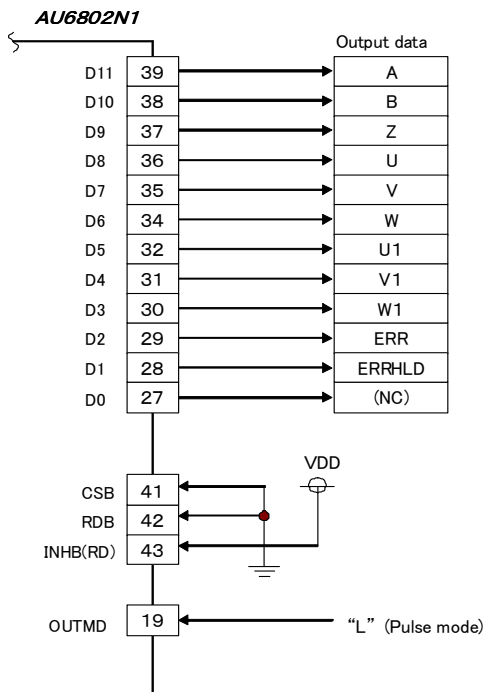 AU6802N1
Output data
D11 39 A
D10 38 B
D9 37 Z
D8 36 U
D7 35 V
D6 34 W
D5 32 U1
D4 31 V1
D3 30 W1
D2 29 ERR
D1 28 ERRHLD
D0 27 (NC)
VDD
CSB 41
RDB 42
INHB(RD) 43
OUTMD 19 “L” (Pulse mode)